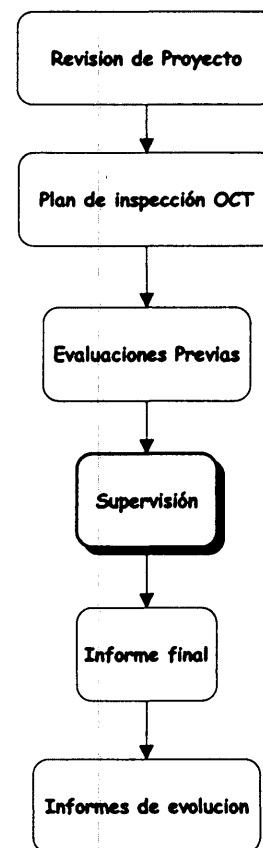 Revision de Proyecto
Plan de inspección OCT
Evaluaciones Previas
Supervisión
Informe final
Informes de evolucion